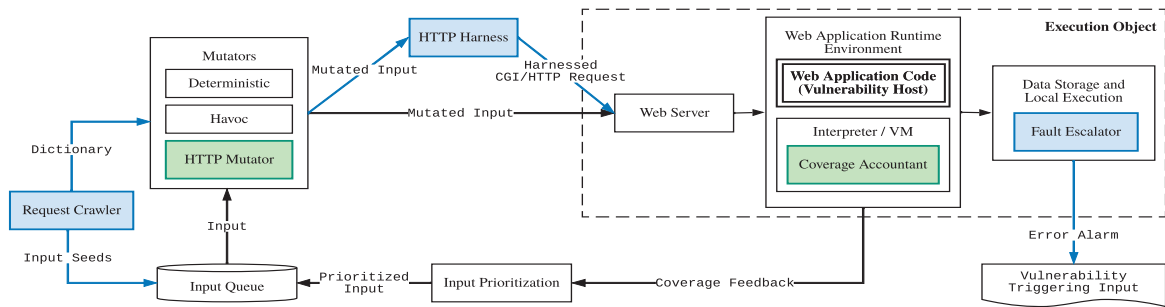 Execution Object
HTTP Harness
Web Application Runtime
Environment
Mutators
Mutated Input
Harnessed
CGI/HTTP Request
Deterministic
Web Application Code
(Vulnerability Host)
Data Storage and
Local Execution
Havoc
Mutated Input
Web Server
Interpreter / VM
Fault Escalator
Dictionary
HTTP Mutator
Coverage Accountant
Request Crawler
Input
Error Alarm
Input Seeds
Input Queue
Prioritized
Input
Input Prioritization
Coverage Feedback
Vulnerability
Triggering Input